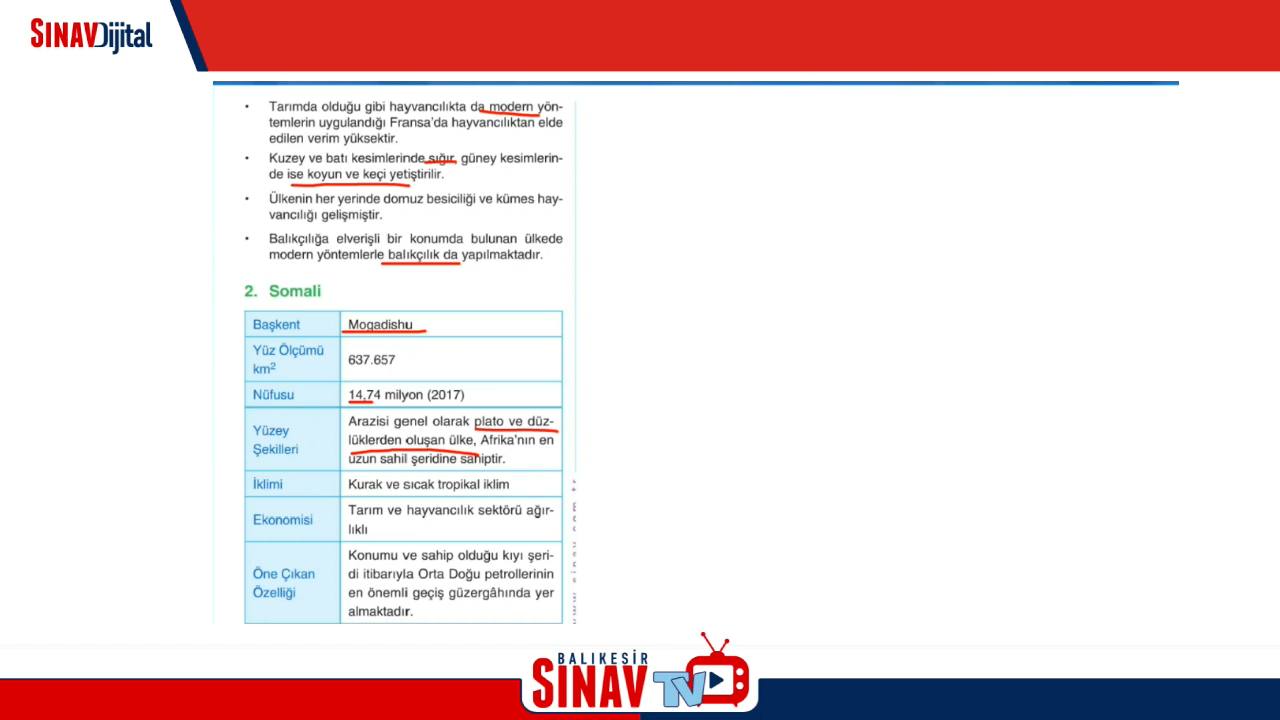 SINAVDijital
• Tarımda olduğu gibi hayvancılıkta da modern yön-
temlerin uygulandığı Fransa'da hayvancılıktan elde
edilen verim yüksektir.
• Kuzey ve batı kesimlerinde sığır, güney kesimlerin-
de ise koyun ve keçi yetiştirilir.
• Ülkenin her yerinde domuz besiciliği ve kümes hay-
vancılığı gelişmiştir.
• Balıkçılığa elverişli bir konumda bulunan ülkede
modern yöntemlerle balıkçılık da yapılmaktadır.
2. Somali
Başkent
Mogadishu
Yüz Ölçümü
km²
637.657
Nüfusu
14,74 milyon (2017)
Yüzey
Şekilleri
Arazisi genel olarak plato ve düz-
lüklerden oluşan ülke, Afrika'nın en
uzun sahil şeridine sahiptir.
İklimi
Kurak ve sıcak tropikal iklim
Ekonomisi
Tarım ve hayvancılık sektörü ağır-
lıklı
Öne Çıkan
Özelliği
Konumu ve sahip olduğu kıyı şeri-
di itibarıyla Orta Doğu petrollerinin
en önemli geçiş güzergâhında yer
almaktadır.
BALIKESİR
SINAV TV